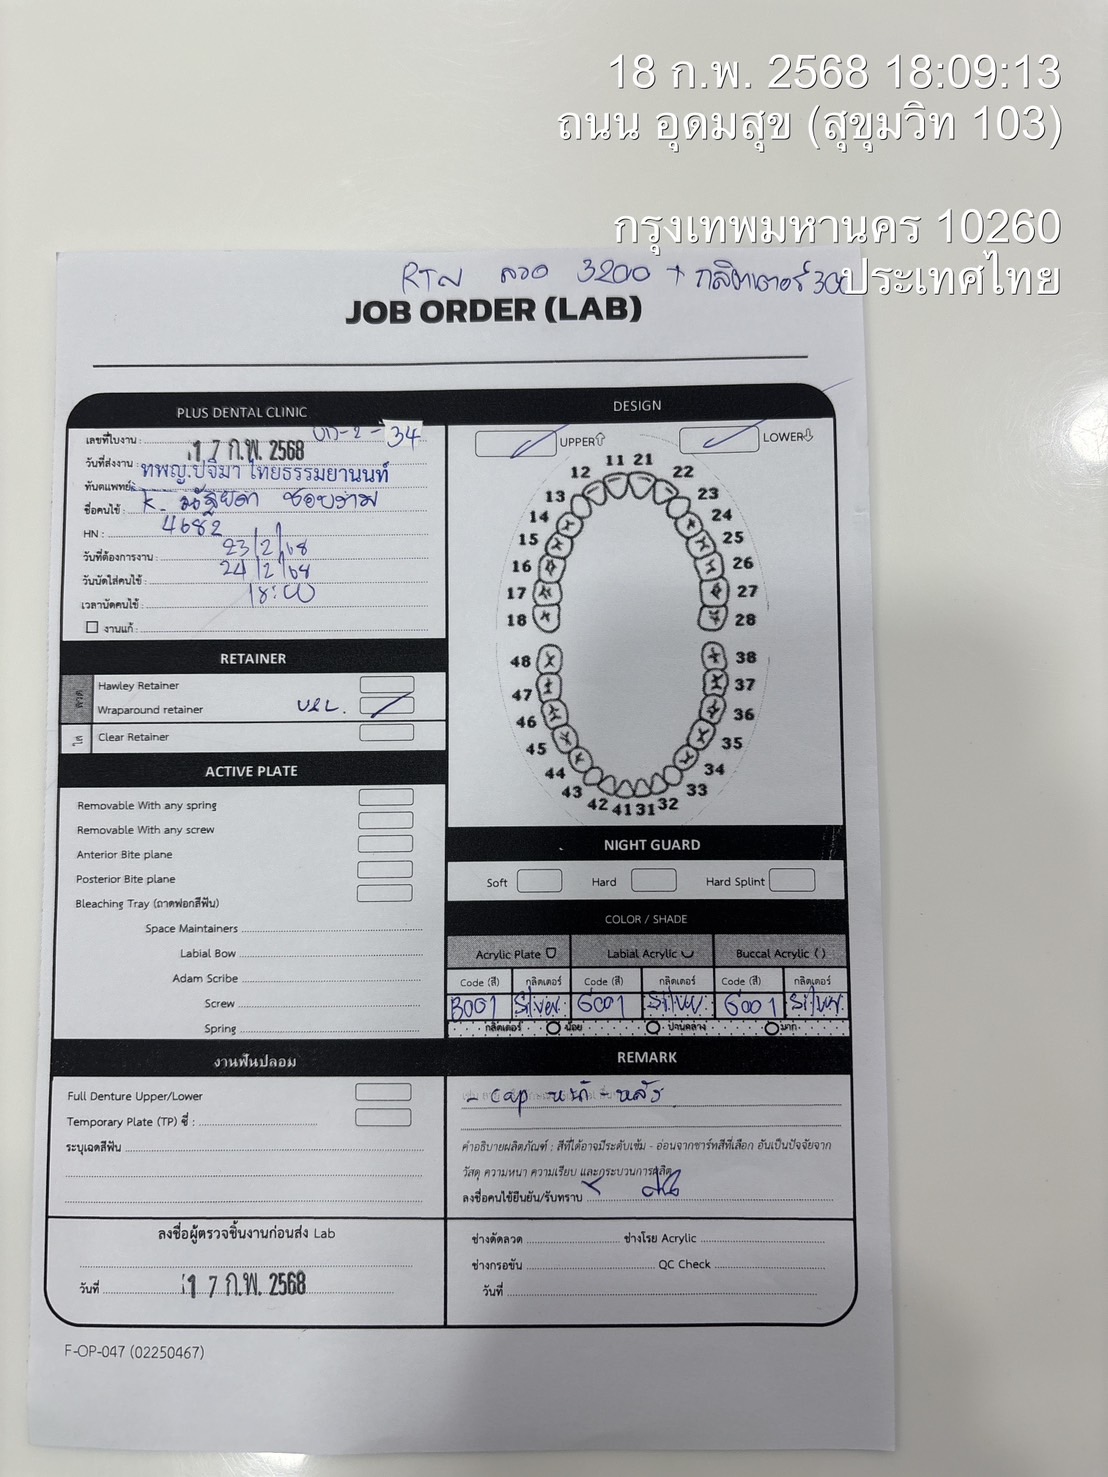 18 ก.พ. 2568 18:09:13
ถนน อุดมสุข (สุขุมวิท 103)
กรุงเทพมหานคร 10260
ประเทศไทย
RTN ลวด 3200 + กลิตเตอร์ 300
JOB ORDER (LAB)
PLUS DENTAL CLINIC
เลขที่ใบงาน : UD-2-34
วันที่ส่งงาน : 17 ก.พ. 2568
ทันตแพทย์ : ทพญ.ปจิมา ไทยธรรมยานนท์
ชื่อคนไข้ : K.
HN : 4682
วันที่ต้องการงาน : 23/2/68
วันนัดใส่คนไข้ : 24/2/68
เวลานัดคนไข้ : 18:00
งานแก้ :
RETAINER
ลวด
Hawley Retainer
Wraparound retainer U&L.
ใส
Clear Retainer
ACTIVE PLATE
Removable With any spring
Removable With any screw
Anterior Bite plane
Posterior Bite plane
Bleaching Tray (ถาดฟอกสีฟัน)
Space Maintainers
Labial Bow
Adam Scribe
Screw
Spring
งานฟันปลอม
Full Denture Upper/Lower
Temporary Plate (TP) ซี่ :
ระบุเฉดสีฟัน
ลงชื่อผู้ตรวจชิ้นงานก่อนส่ง Lab
วันที่ 17 ก.พ. 2568
DESIGN
UPPER LOWER
11 21
12 22
13 23
14 24
15 25
16 26
17 27
18 28
48 38
47 37
46 36
45 35
44 34
43 33
42 41 31 32
NIGHT GUARD
Soft Hard Hard Splint
COLOR / SHADE
Acrylic Plate Labial Acrylic Buccal Acrylic ( )
Code (สี) กลิตเตอร์ Code (สี) กลิตเตอร์ Code (สี) กลิตเตอร์
Silver. G001 Silver. G001 Silver.
กลิตเตอร์ น้อย ปานกลาง มาก
REMARK
- cap หน้า - หลัง
คำอธิบายผลิตภัณฑ์ : สีที่ได้อาจมีระดับเข้ม - อ่อนจากชาร์ทสีที่เลือก อันเป็นปัจจัยจาก
วัสดุ ความหนา ความเรียบ และกระบวนการผลิต
ลงชื่อคนไข้ยืนยัน/รับทราบ
ช่างดัดลวด ช่างโรย Acrylic
ช่างกรอขัน QC Check
วันที่
F-OP-047 (02250467)